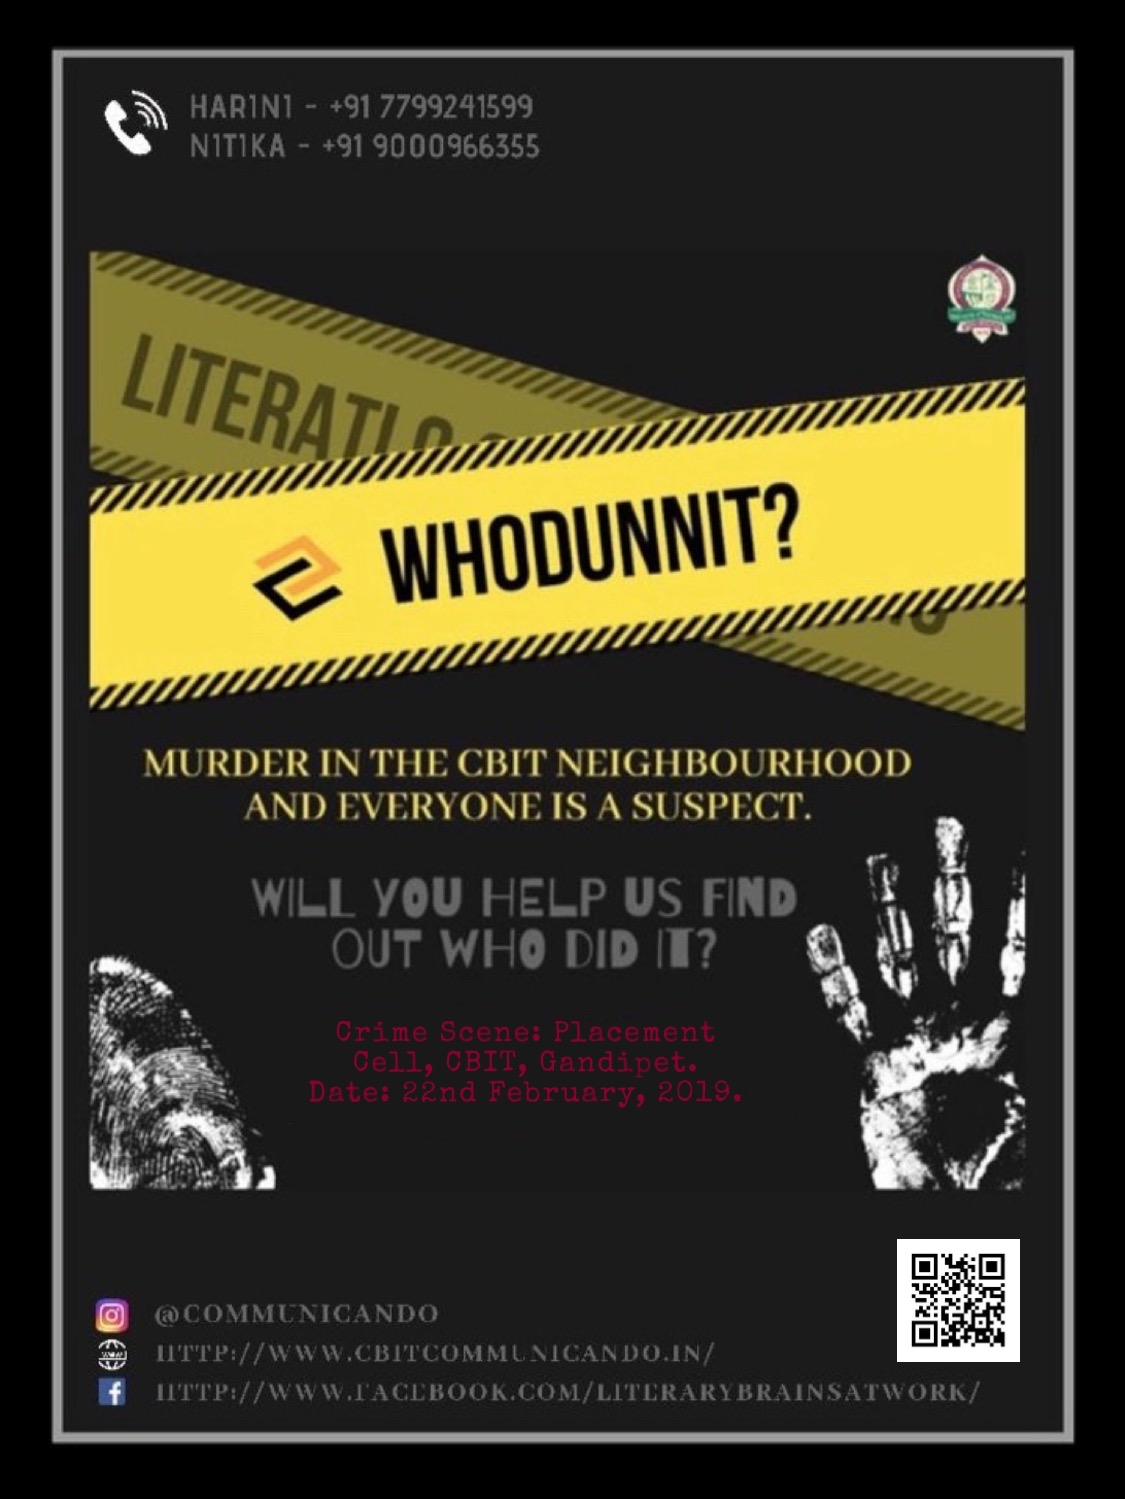 HARINI - +91 7799241599
NITIKA - +91 9000966355
LITERATI
WHODUNNIT?
MURDER IN THE CBIT NEIGHBOURHOOD
AND EVERYONE IS A SUSPECT.
WILL YOU HELP US FIND
OUT WHO DID IT?
Crime Scene: Placement
Cell, CBIT, Gandipet.
Date: 22nd February, 2019.
@COMMUNICANDO
HTTP://WWW.CBITCOMMUNICANDO.IN/
HTTP://WWW.FACEBOOK.COM/LITERARYBRAINSATWORK/